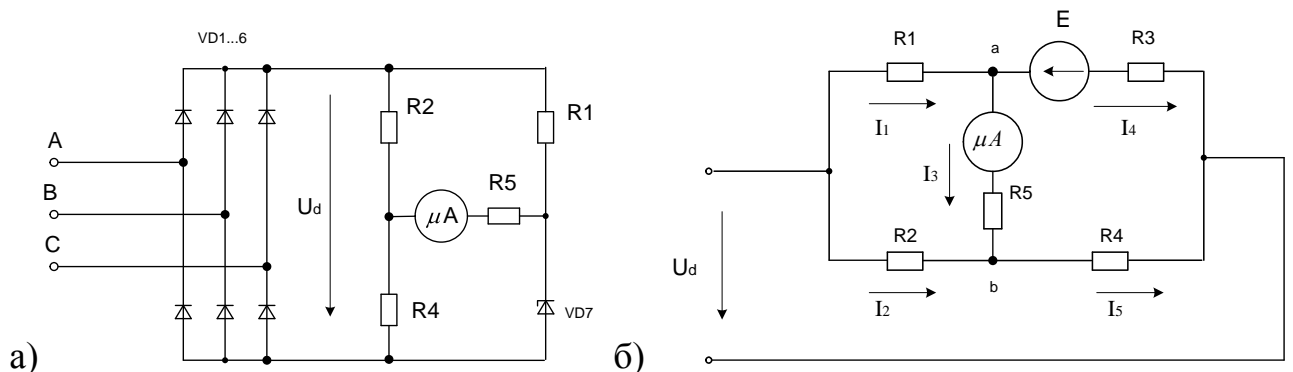 VD1...6
A
B
C
Ud
R2
R1
R5
μA
R4
VD7
а)
R1
a
E
R3
I1
I4
μA
I3
R5
Ud
R2
R4
b
I2
I5
б)